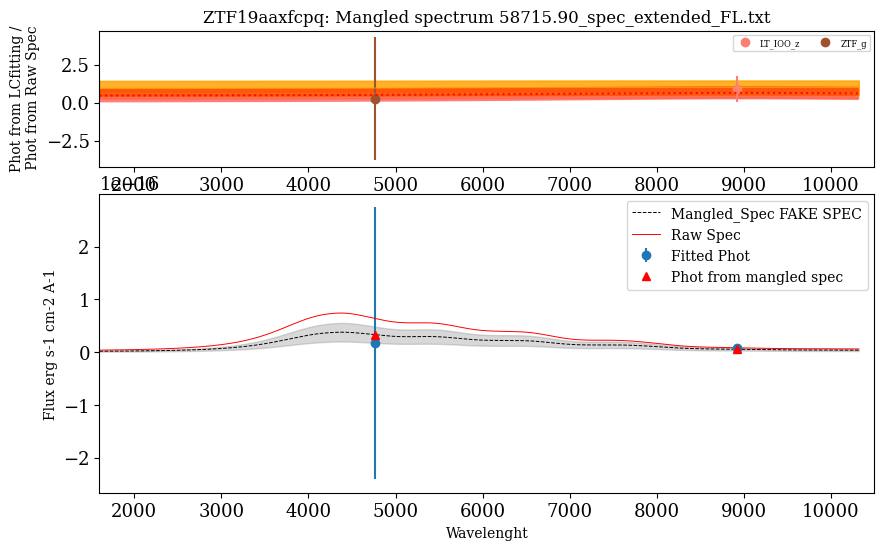 ZTF19aaxfcpq: Mangled spectrum 58715.90_spec_extended_FL.txt
Phot from LCfitting /
Phot from Raw Spec
2.5
0.0
−2.5
LT_IOO_z
ZTF_g
2000 3000 4000 5000 6000 7000 8000 9000 10000
1e−16
Flux erg s-1 cm-2 A-1
2
1
0
−1
−2
Mangled_Spec FAKE SPEC
Raw Spec
Fitted Phot
Phot from mangled spec
2000 3000 4000 5000 6000 7000 8000 9000 10000
Wavelenght